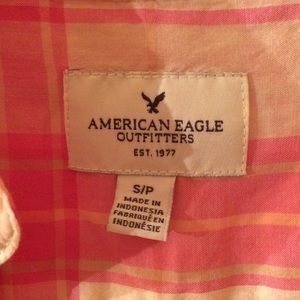 AMERICAN EAGLE
OUTFITTERS
EST. 1977
S/P
MADE IN
INDONESIA
FABRIQUÉ EN
INDONÉSIE